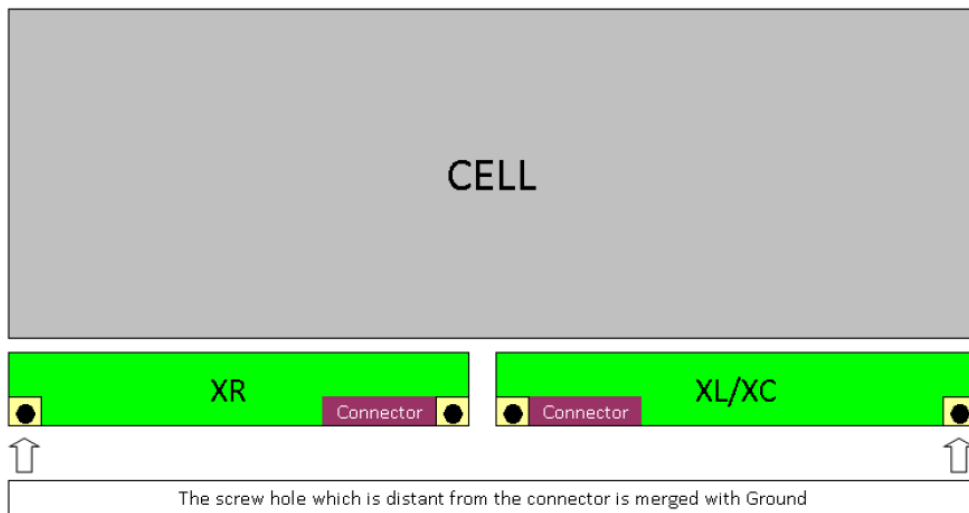 CELL
XR
XL/XC
Connector
Connector
The screw hole which is distant from the connector is merged with Ground